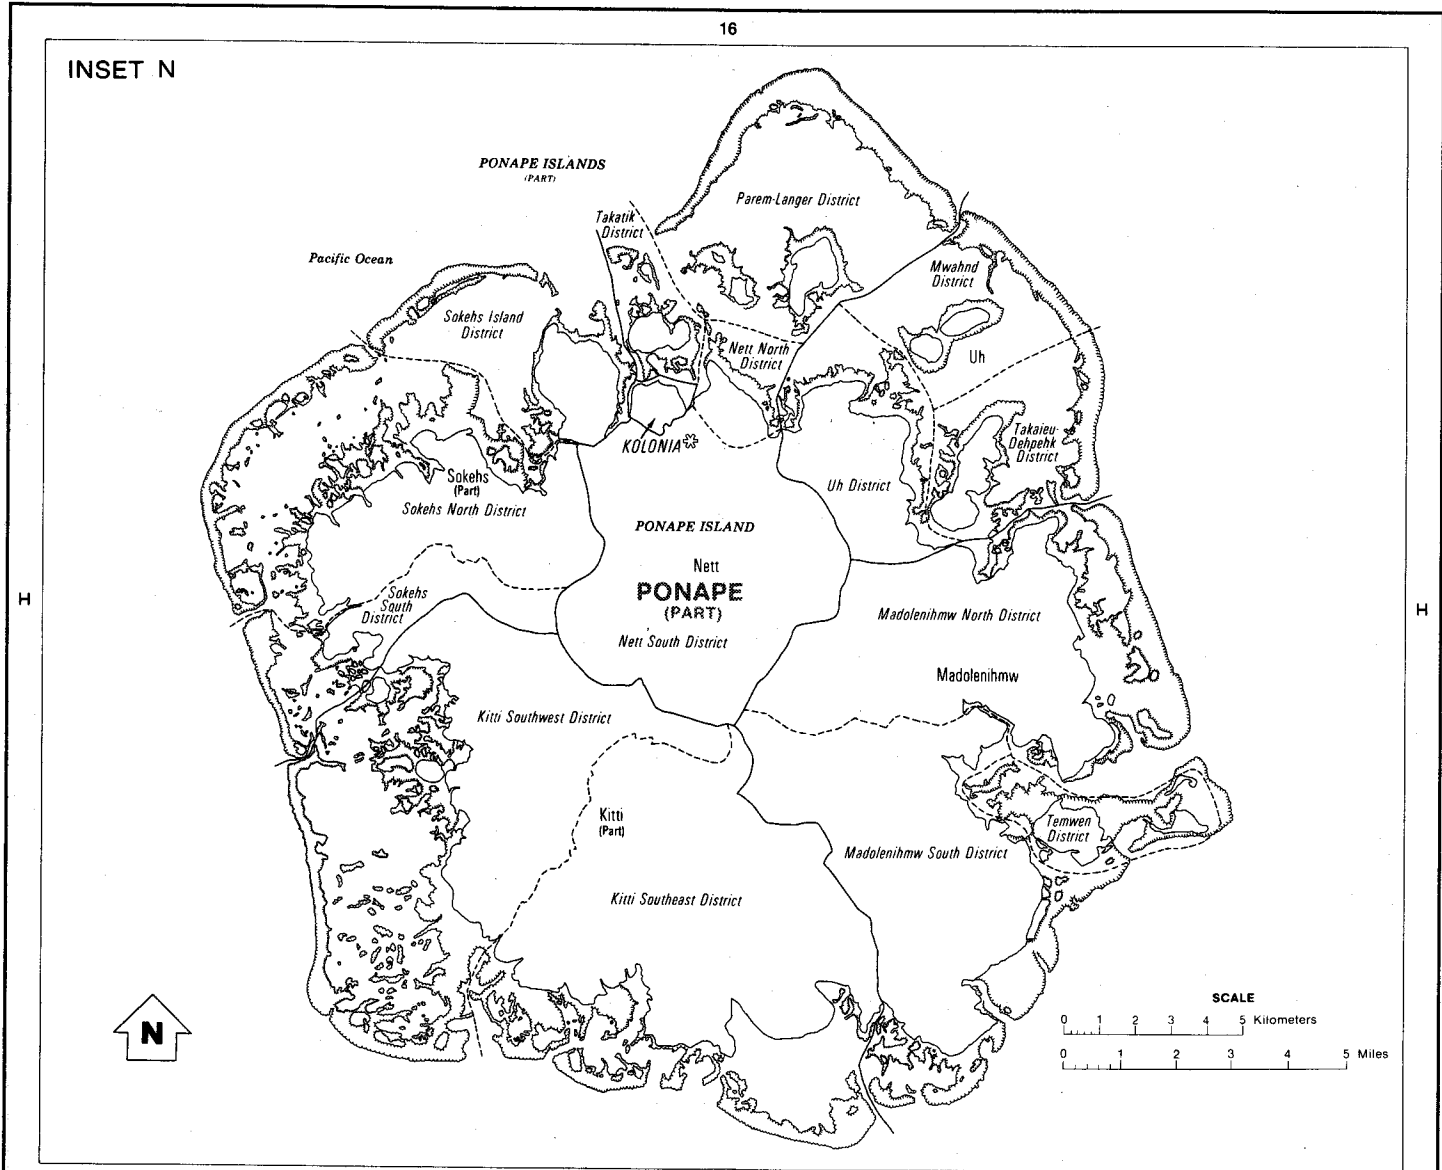 16
INSET N
PONAPE ISLANDS
(PART)
Parem-Langer District
Takatik
District
Pacific Ocean
Mwahnd
District
Sokehs Island
District
Nett North
District
Uh
KOLONIA
Takaieu-
Dehpehk
District
Sokehs
(Part)
Sokehs North District
Uh District
PONAPE ISLAND
Nett
PONAPE
(PART)
Nett South District
H
H
Sokehs
South
District
Madolenihmw North District
Madolenihmw
Kitti Southwest District
Kitti
(Part)
Temwen
District
Madolenihmw South District
Kitti Southeast District
N
SCALE
0 1 2 3 4 5 Kilometers
0 1 2 3 4 5 Miles